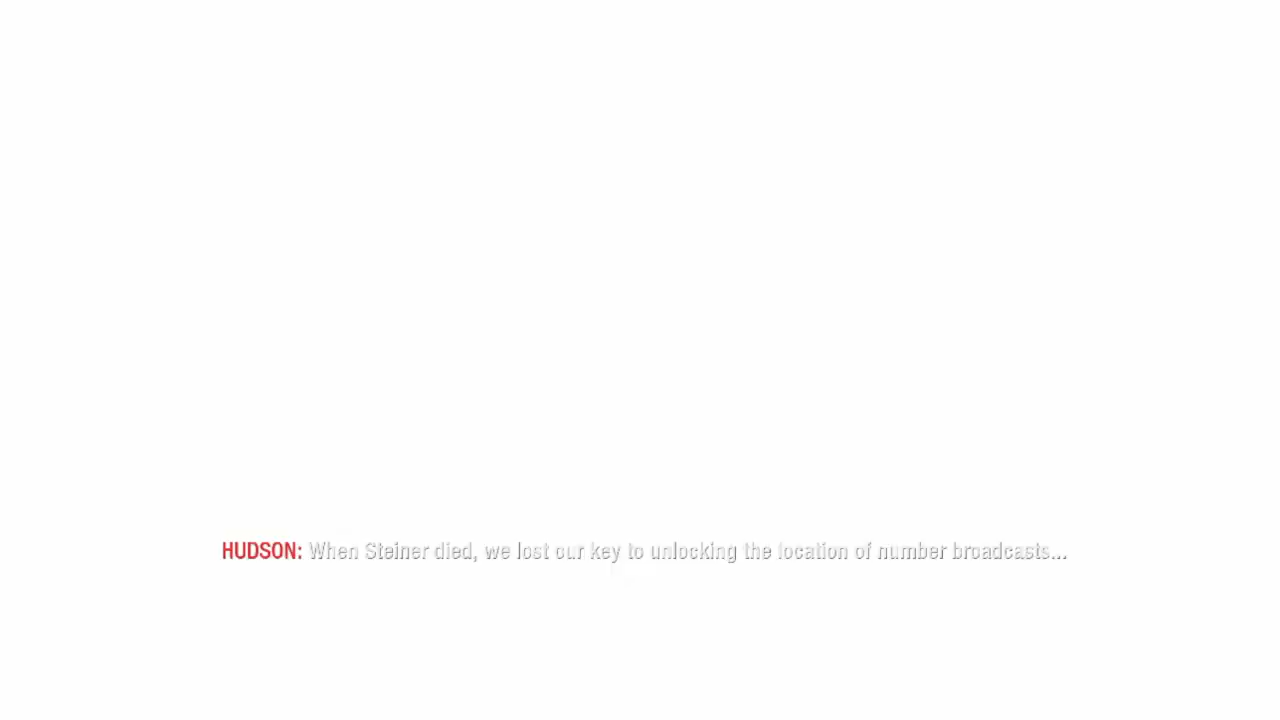 HUDSON: When Steiner died, we lost our key to unlocking the location of number broadcasts...